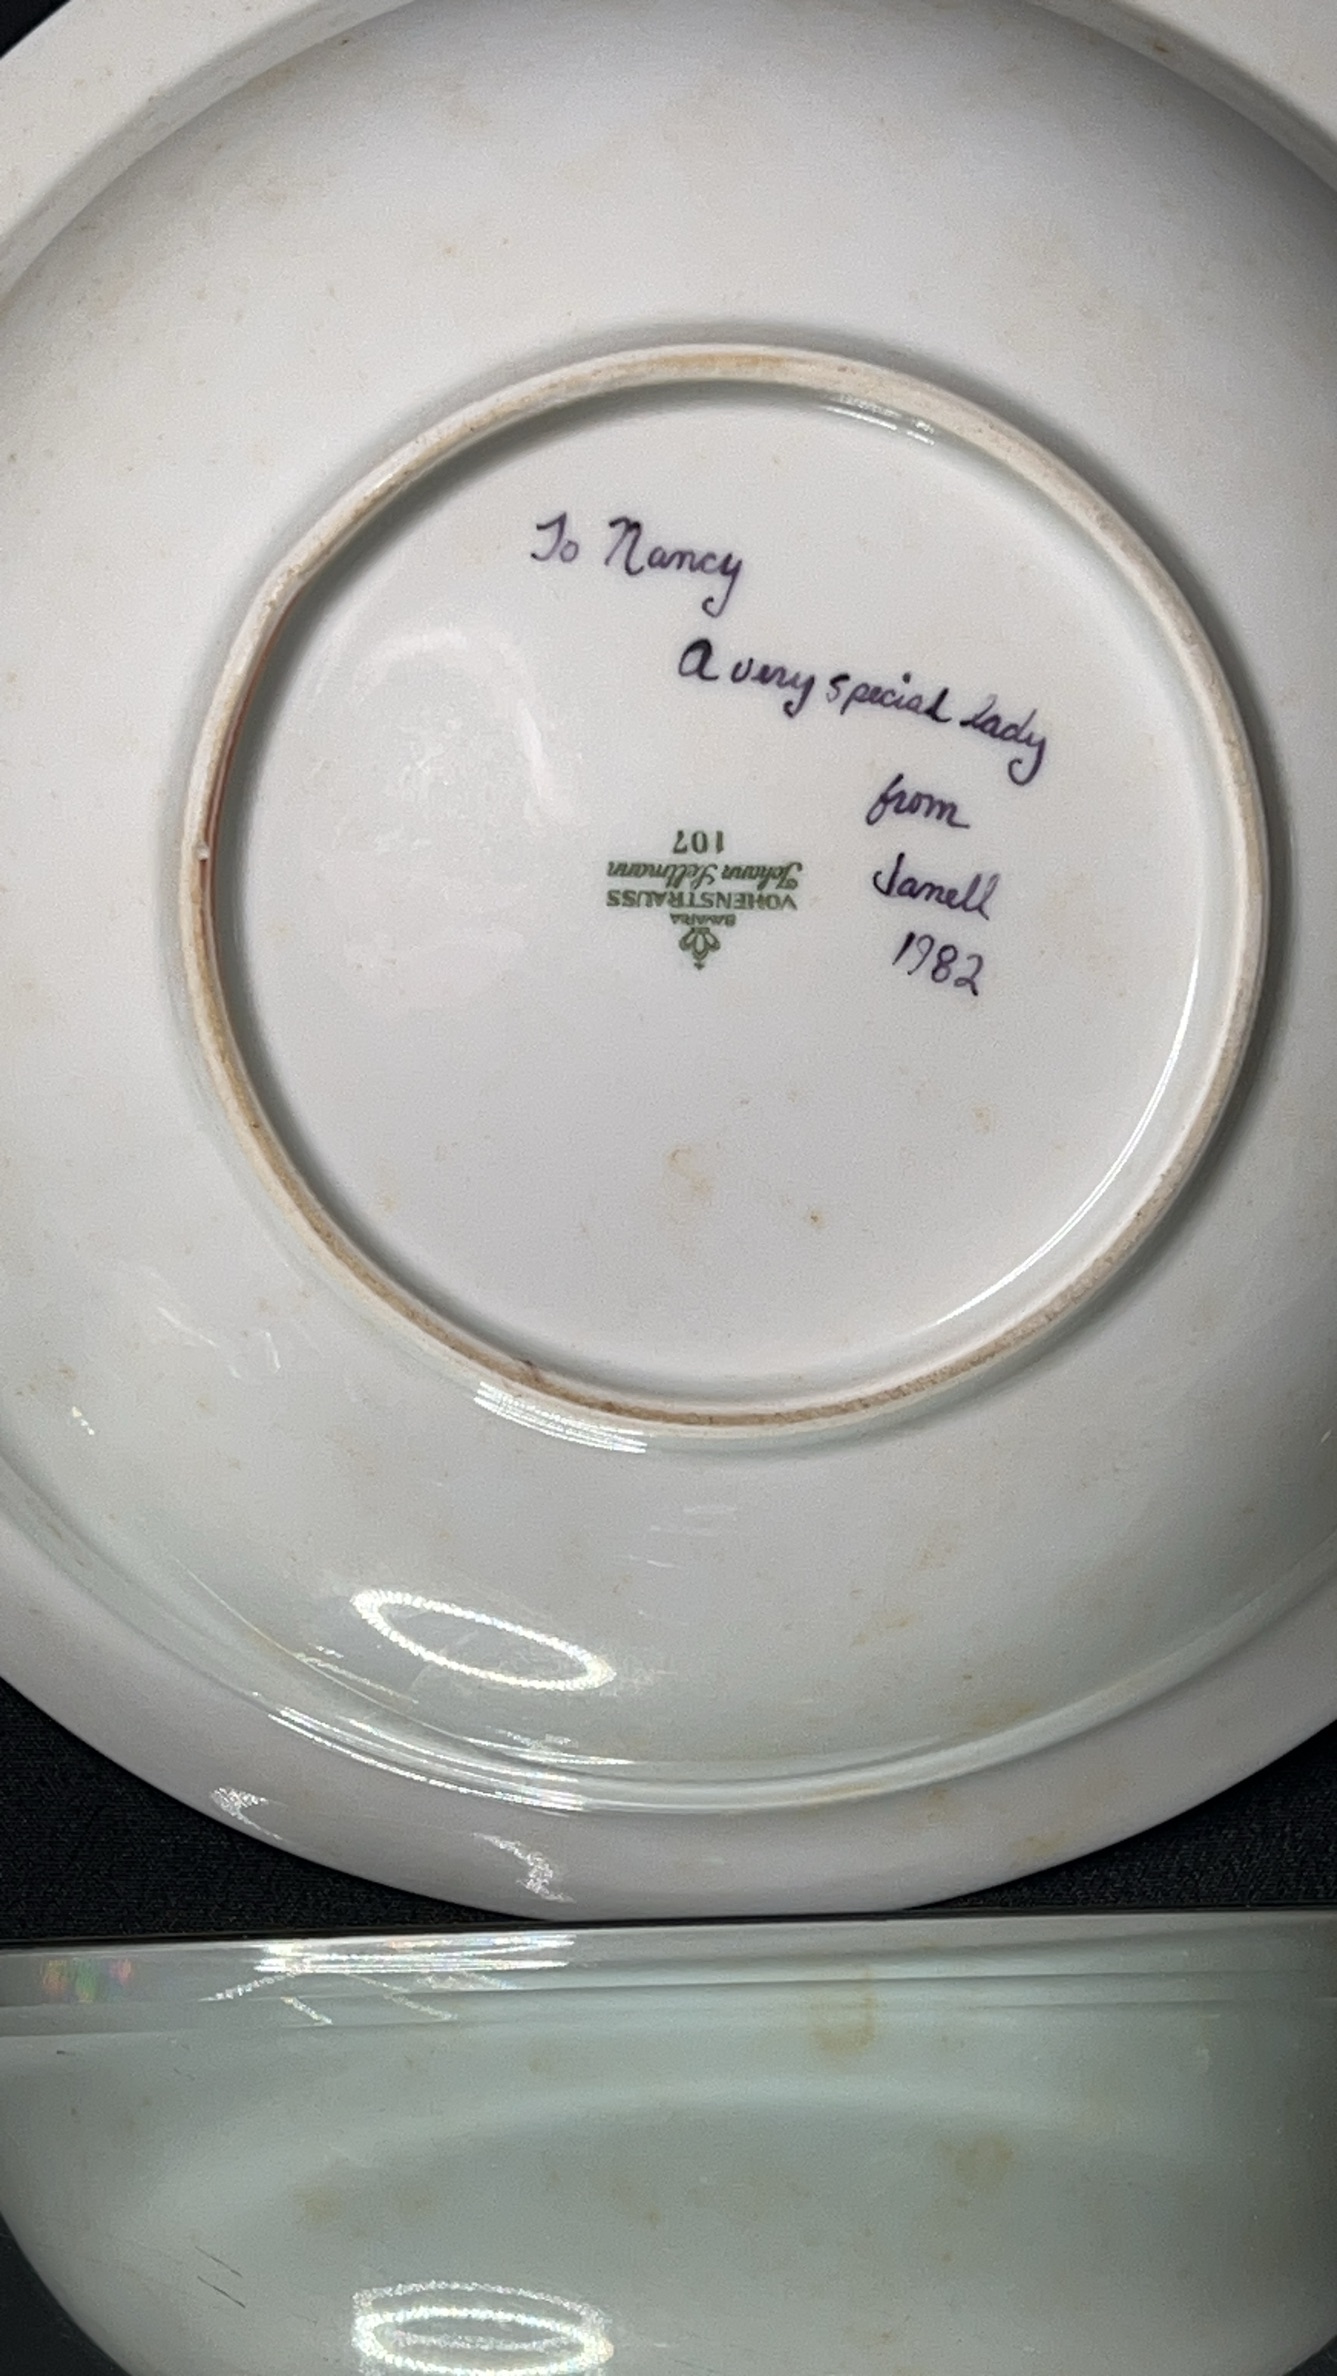 To Nancy
A very special lady
from
Janell
1982
BAVARIA
VOHENSTRAUSS
Johann Seltmann
107